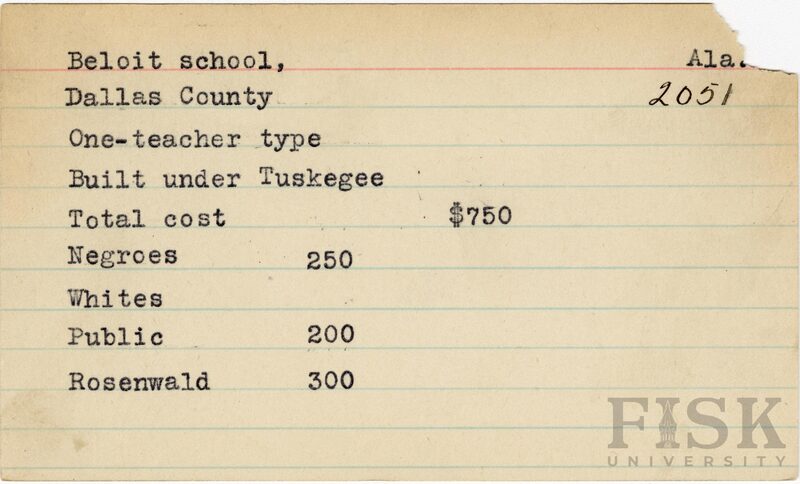 Beloit school, Ala.
Dallas County 2051
One-teacher type
Built under Tuskegee
Total cost $750
Negroes 250
Whites
Public 200
Rosenwald 300
FISK
UNIVERSITY